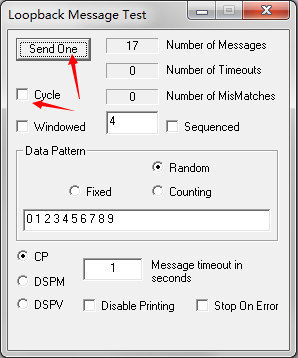 Loopback Message Test
Send One 17 Number of Messages
0 Number of Timeouts
Cycle 0 Number of MisMatches
Windowed 4 Sequenced
Data Pattern
Random
Fixed Counting
0 1 2 3 4 5 6 7 8 9
CP
1 Message timeout in seconds
DSPM
DSPV Disable Printing Stop On Error